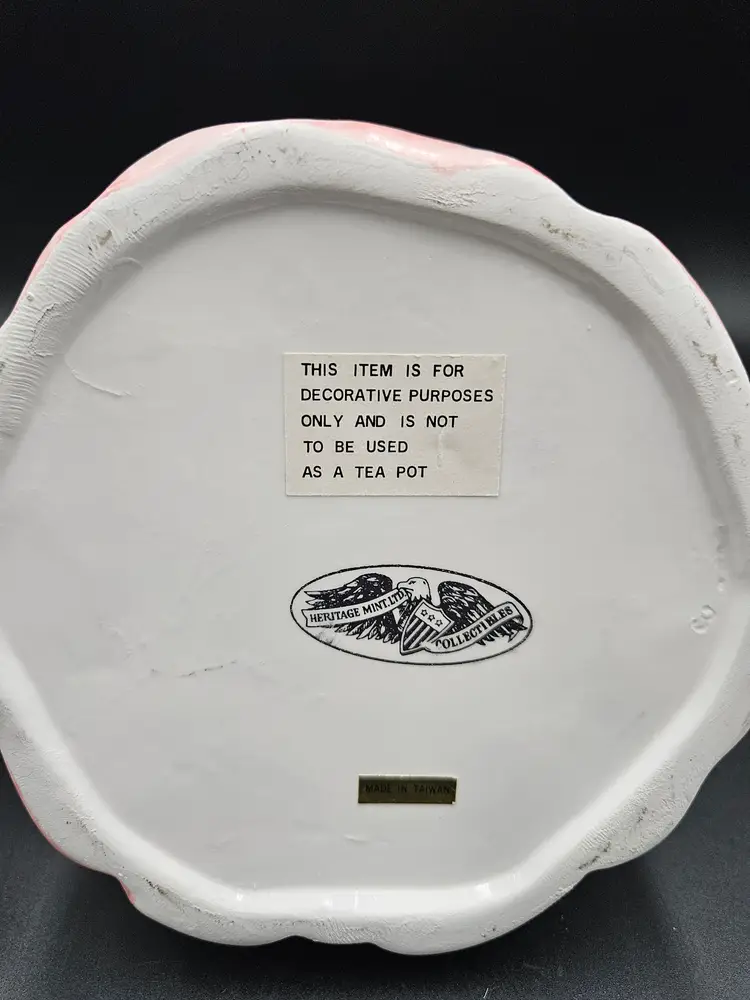 THIS ITEM IS FOR
DECORATIVE PURPOSES
ONLY AND IS NOT
TO BE USED
AS A TEA POT
HERITAGE MINT, LTD
COLLECTIBLES
MADE IN TAIWAN